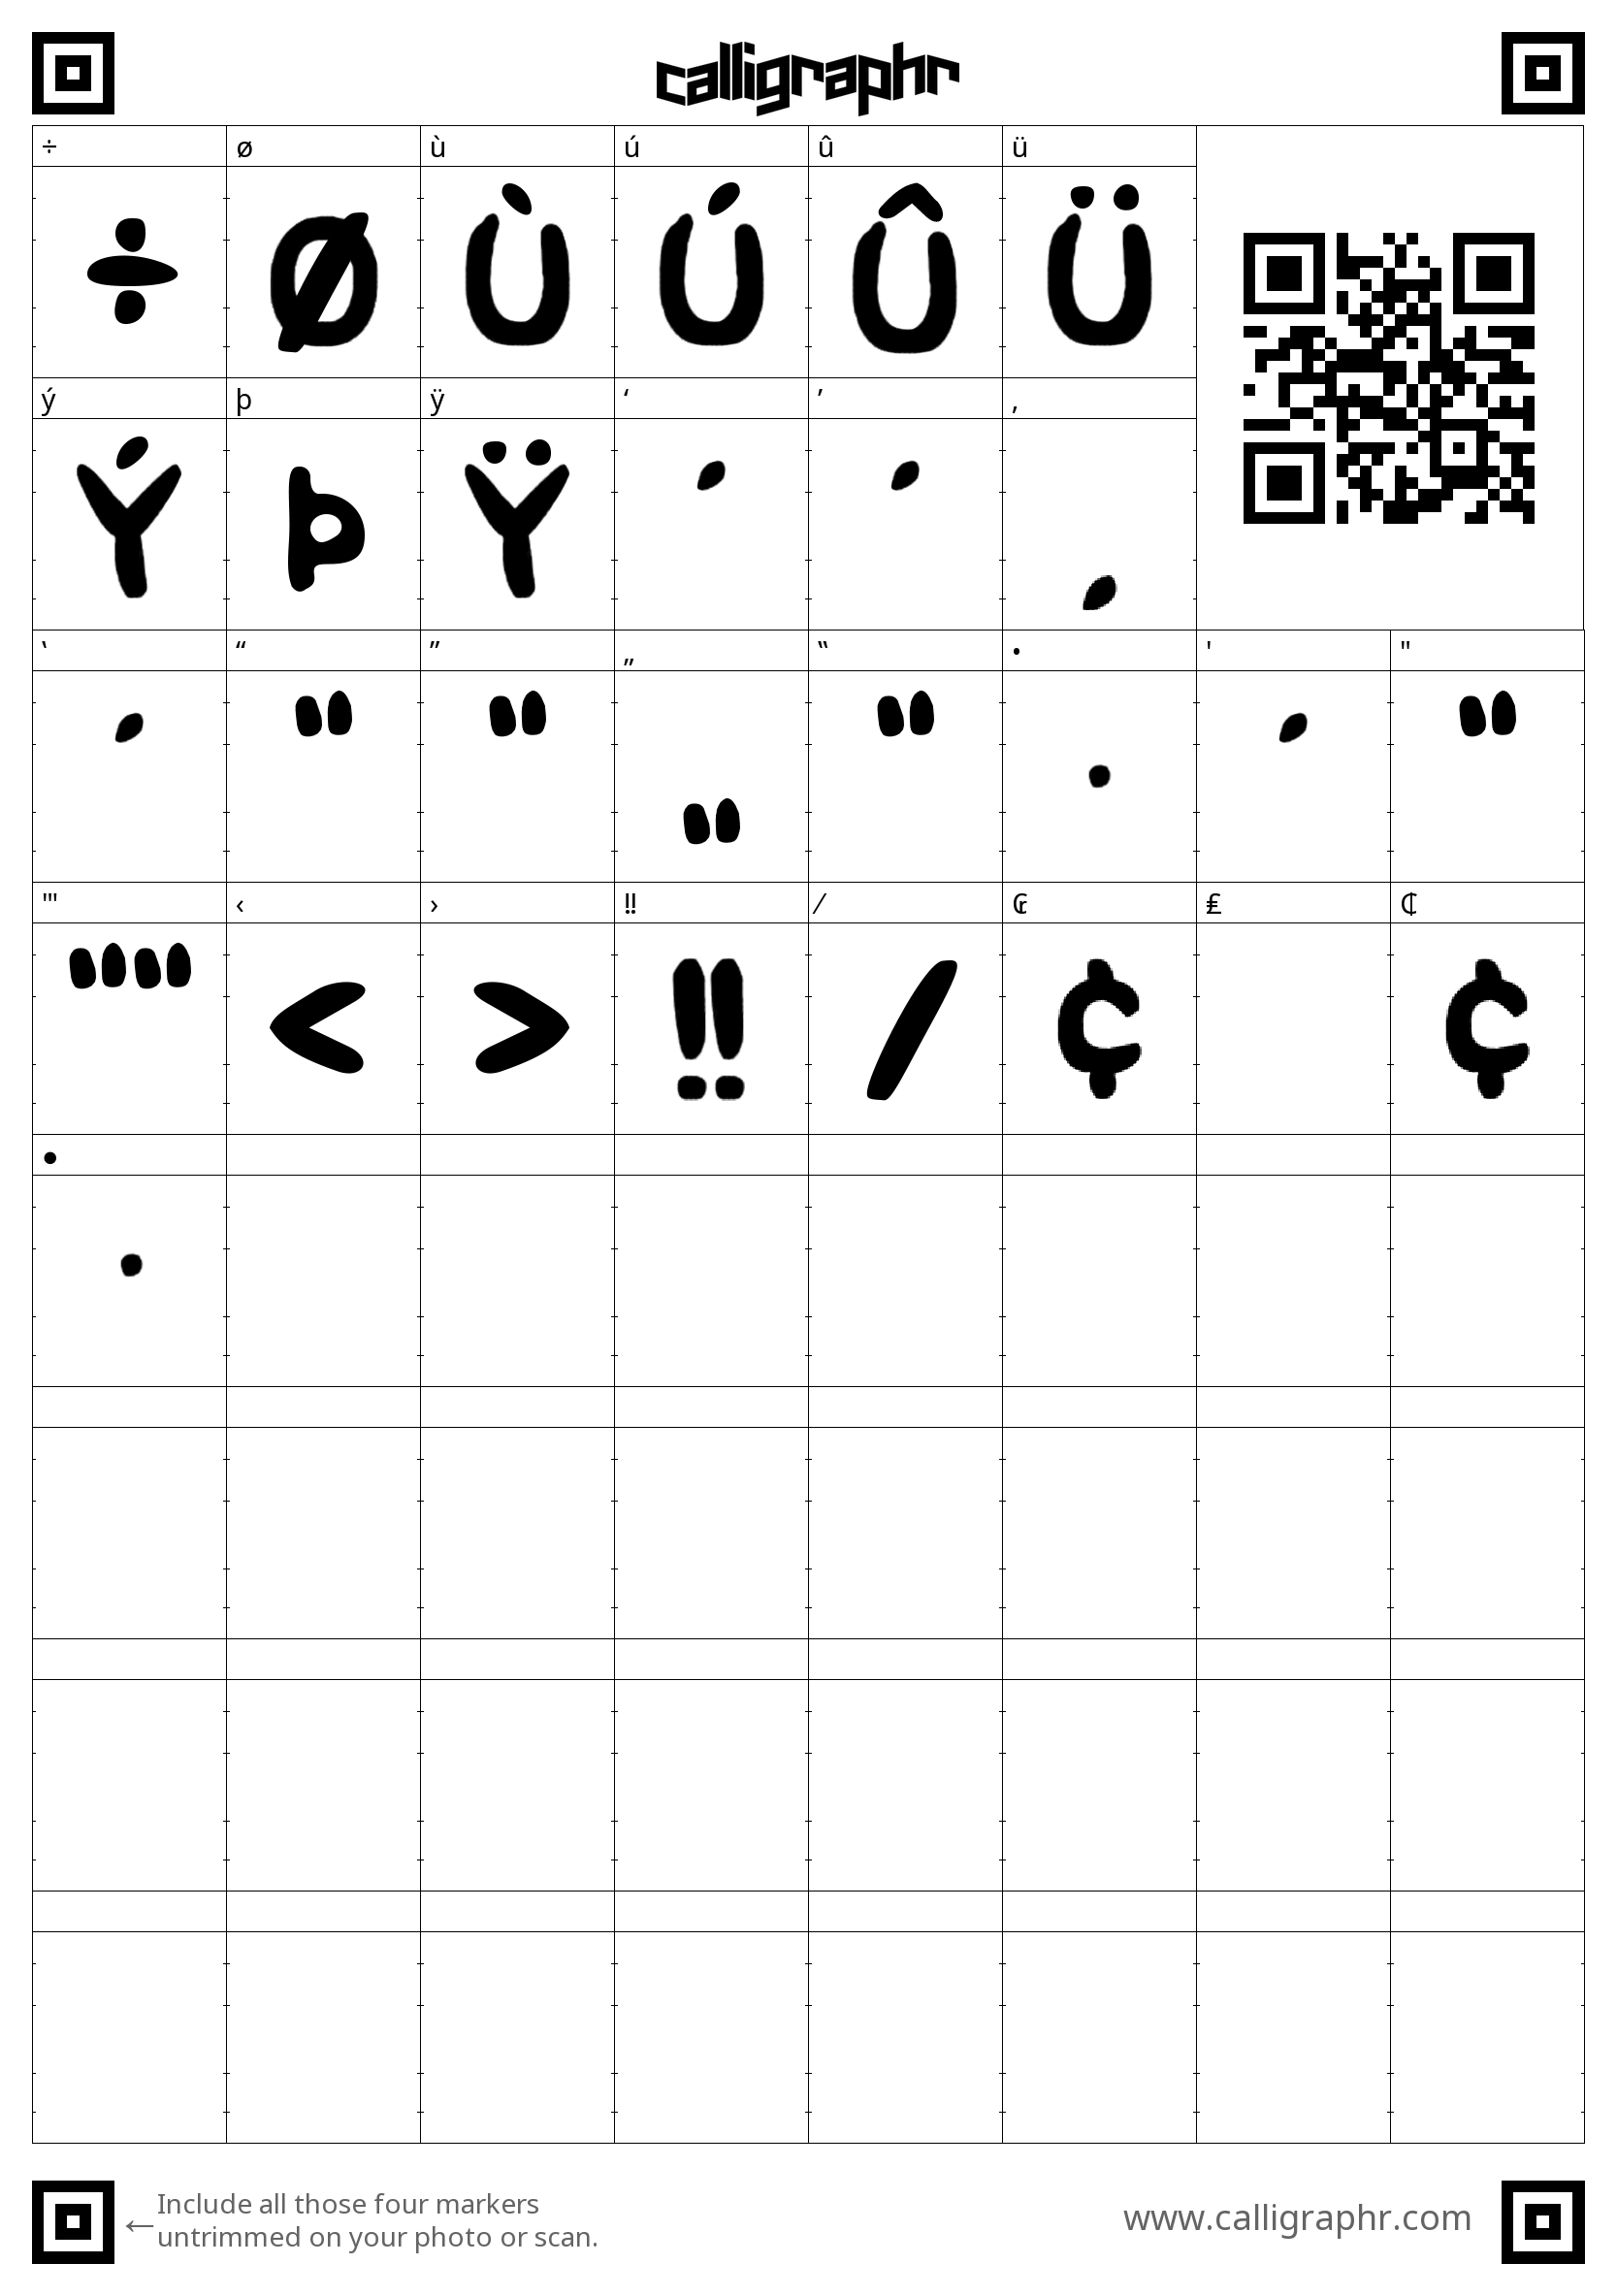 calligraphr
÷ ø ù ú û ü
÷ Ø Ù Ú Û Ü
ý þ ÿ ‘ ’ ‚
Ý Þ Ÿ ' ' ,
‛ “ ” „ ‟ • ' "
' " " „ " • ' "
"' ‹ › ‼ ⁄ ₢ ₤ ₵
"" < > ‼ / ¢ ¢
●
•
←Include all those four markers
untrimmed on your photo or scan.
www.calligraphr.com